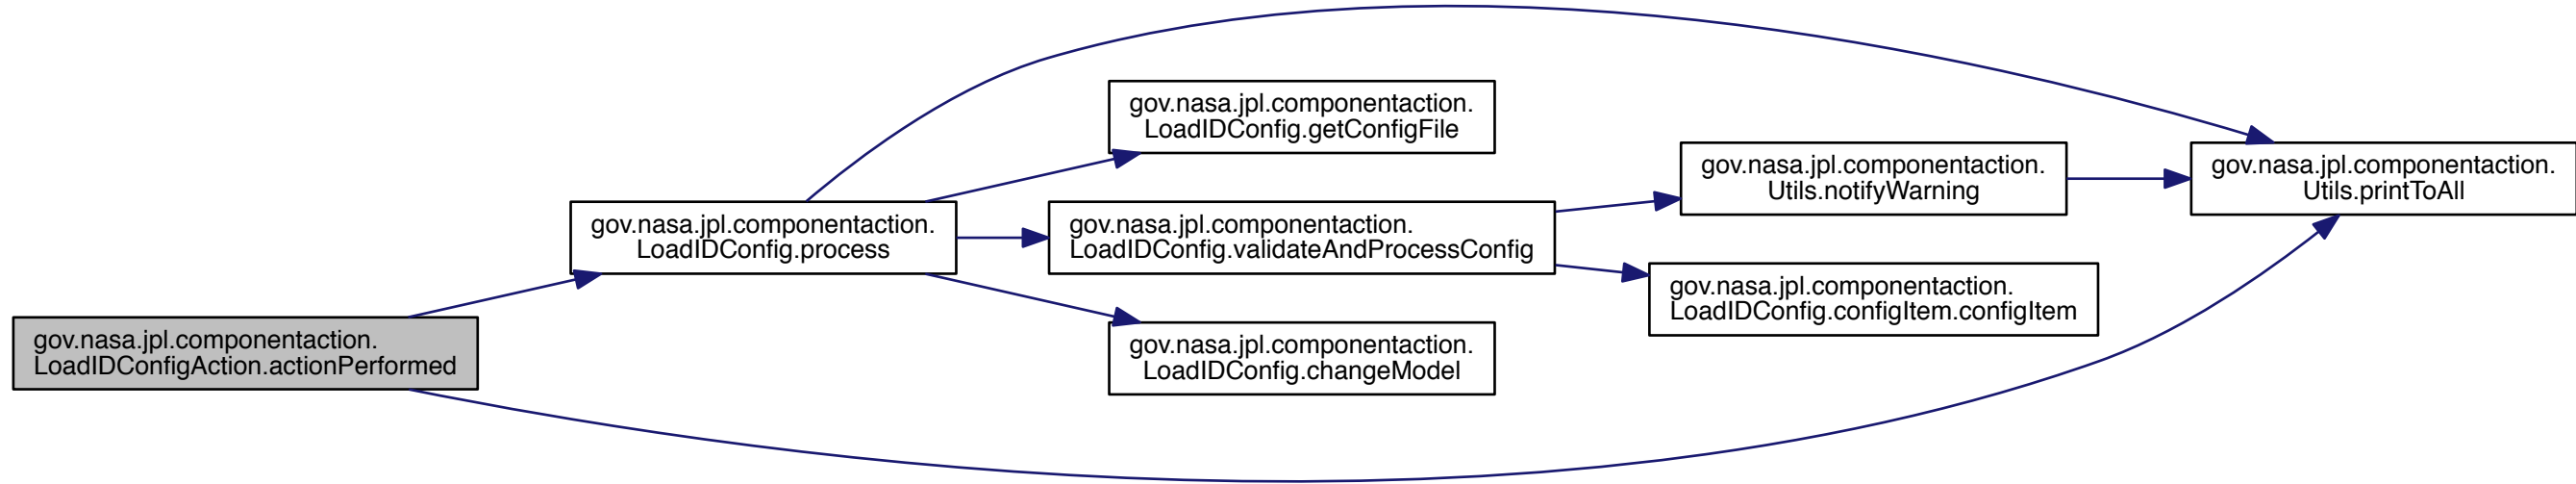 gov.nasa.jpl.componentaction.
LoadIDConfigAction.actionPerformed
gov.nasa.jpl.componentaction.
LoadIDConfig.process
gov.nasa.jpl.componentaction.
LoadIDConfig.getConfigFile
gov.nasa.jpl.componentaction.
LoadIDConfig.validateAndProcessConfig
gov.nasa.jpl.componentaction.
LoadIDConfig.changeModel
gov.nasa.jpl.componentaction.
Utils.notifyWarning
gov.nasa.jpl.componentaction.
LoadIDConfig.configItem.configItem
gov.nasa.jpl.componentaction.
Utils.printToAll